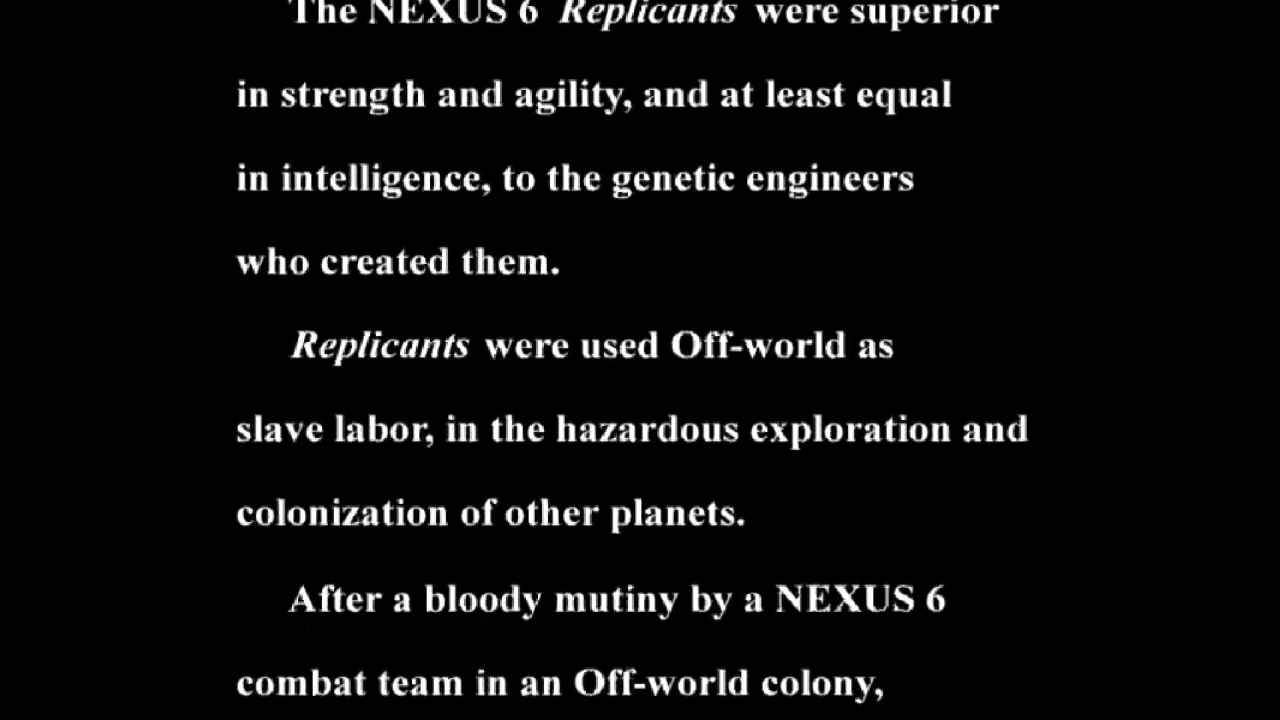 The NEXUS 6 Replicants were superior
in strength and agility, and at least equal
in intelligence, to the genetic engineers
who created them.
Replicants were used Off-world as
slave labor, in the hazardous exploration and
colonization of other planets.
After a bloody mutiny by a NEXUS 6
combat team in an Off-world colony,